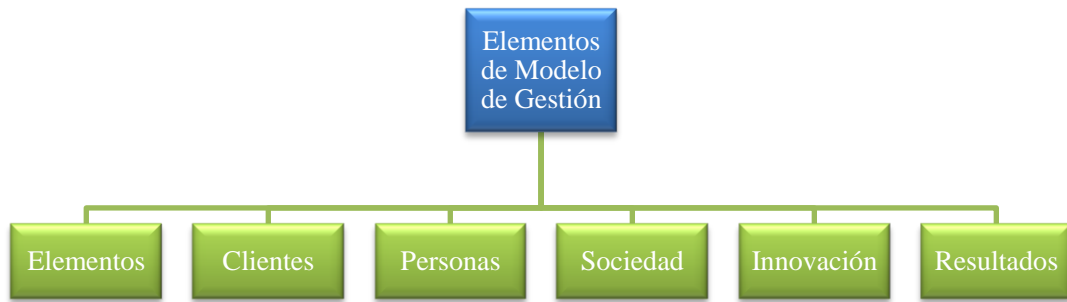 Elementos
de Modelo
de Gestión
Elementos
Clientes
Personas
Sociedad
Innovación
Resultados